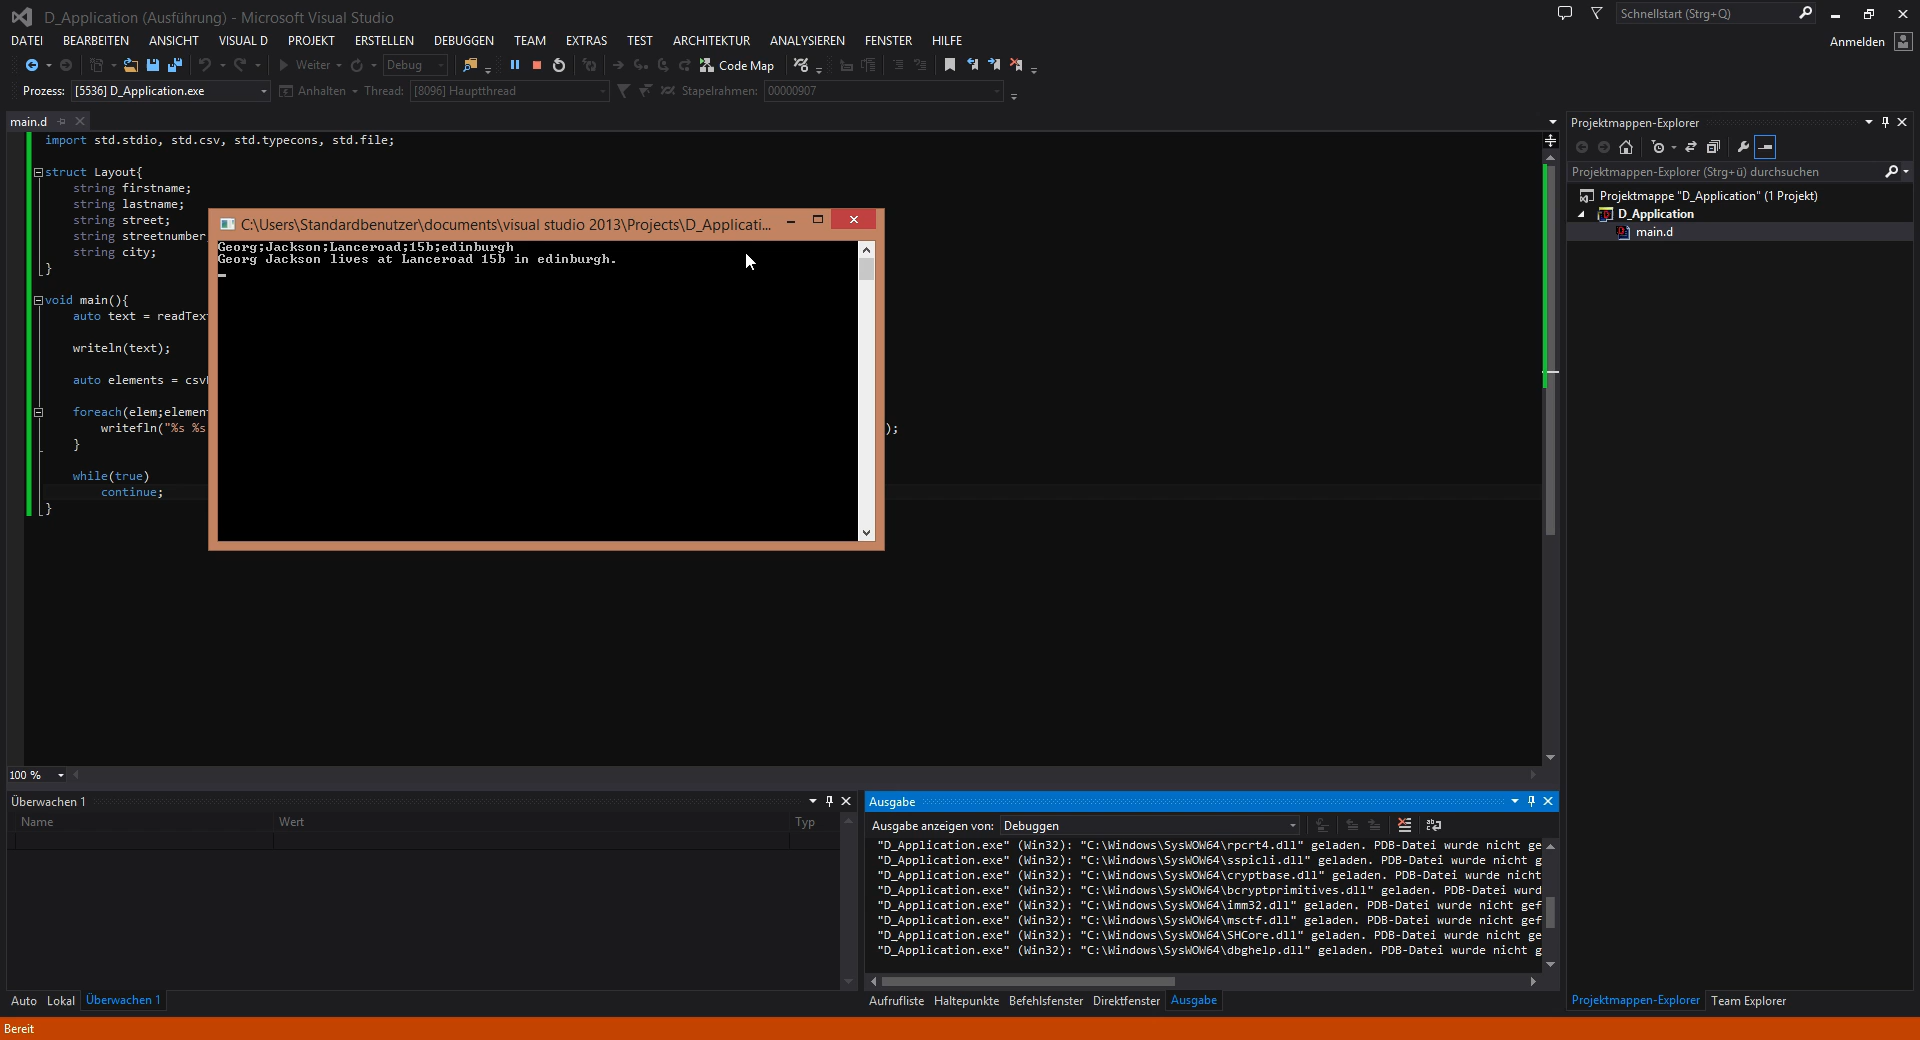 D_Application (Ausführung) - Microsoft Visual Studio
Schnellstart (Strg+Q)
DATEI BEARBEITEN ANSICHT VISUAL D PROJEKT ERSTELLEN DEBUGGEN TEAM EXTRAS TEST ARCHITEKTUR ANALYSIEREN FENSTER HILFE
Anmelden
Weiter Debug Code Map
Prozess: [5536] D_Application.exe Anhalten Thread: [8096] Hauptthread Stapelrahmen: 00000907
main.d
import std.stdio, std.csv, std.typecons, std.file;
struct Layout{
string firstname;
string lastname;
string street;
string streetnumber
string city;
}
void main(){
auto text = readTex
writeln(text);
auto elements = csv
foreach(elem;elemen
writefln("%s %s );
}
while(true)
continue;
}
C:\Users\Standardbenutzer\documents\visual studio 2013\Projects\D_Applicati...
Georg;Jackson;Lanceroad;15b;edinburgh
Georg Jackson lives at Lanceroad 15b in edinburgh.
100 %
Projektmappen-Explorer
Projektmappen-Explorer (Strg+ü) durchsuchen
Projektmappe "D_Application" (1 Projekt)
D_Application
main.d
Überwachen 1
Name Wert Typ
Auto Lokal Überwachen 1
Ausgabe
Ausgabe anzeigen von: Debuggen
"D_Application.exe" (Win32): "C:\Windows\SysWOW64\rpcrt4.dll" geladen. PDB-Datei wurde nicht ge
"D_Application.exe" (Win32): "C:\Windows\SysWOW64\sspicli.dll" geladen. PDB-Datei wurde nicht g
"D_Application.exe" (Win32): "C:\Windows\SysWOW64\cryptbase.dll" geladen. PDB-Datei wurde nicht
"D_Application.exe" (Win32): "C:\Windows\SysWOW64\bcryptprimitives.dll" geladen. PDB-Datei wurd
"D_Application.exe" (Win32): "C:\Windows\SysWOW64\imm32.dll" geladen. PDB-Datei wurde nicht gef
"D_Application.exe" (Win32): "C:\Windows\SysWOW64\msctf.dll" geladen. PDB-Datei wurde nicht gef
"D_Application.exe" (Win32): "C:\Windows\SysWOW64\SHCore.dll" geladen. PDB-Datei wurde nicht ge
"D_Application.exe" (Win32): "C:\Windows\SysWOW64\dbghelp.dll" geladen. PDB-Datei wurde nicht g
Aufrufliste Haltepunkte Befehlsfenster Direktfenster Ausgabe
Projektmappen-Explorer Team Explorer
Bereit